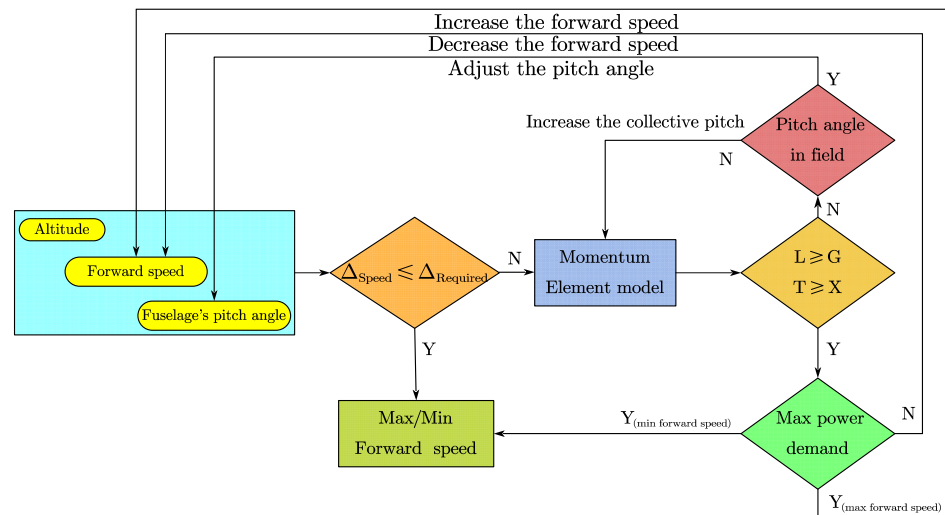 Increase the forward speed
Decrease the forward speed
Adjust the pitch angle
Y
Increase the collective pitch
Pitch angle
in field
N
N
Altitude
Forward speed
Fuselage's pitch angle
Δ_Speed ⩽ Δ_Required
N
Momentum
Element model
L ⩾ G
T ⩾ X
Y
Y
Max/Min
Forward speed
Y(min forward speed)
Max power
demand
N
Y(max forward speed)